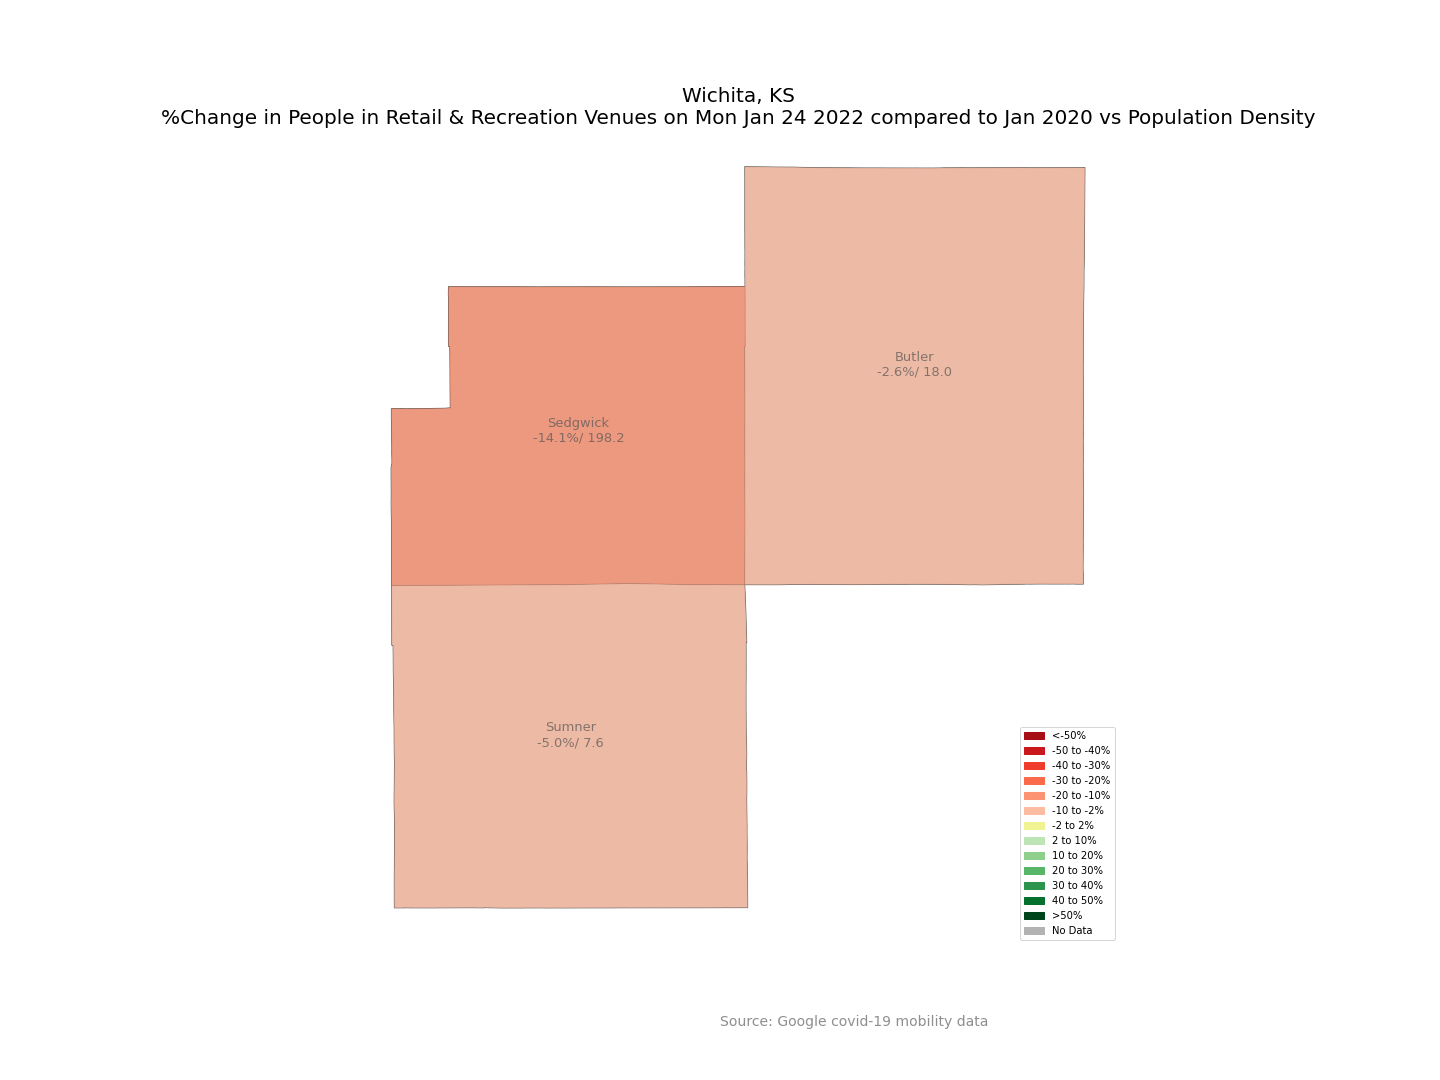 Wichita, KS
%Change in People in Retail & Recreation Venues on Mon Jan 24 2022 compared to Jan 2020 vs Population Density
Butler
-2.6%/ 18.0
Sedgwick
-14.1%/ 198.2
Sumner
-5.0%/ 7.6
<-50%
-50 to -40%
-40 to -30%
-30 to -20%
-20 to -10%
-10 to -2%
-2 to 2%
2 to 10%
10 to 20%
20 to 30%
30 to 40%
40 to 50%
>50%
No Data
Source: Google covid-19 mobility data